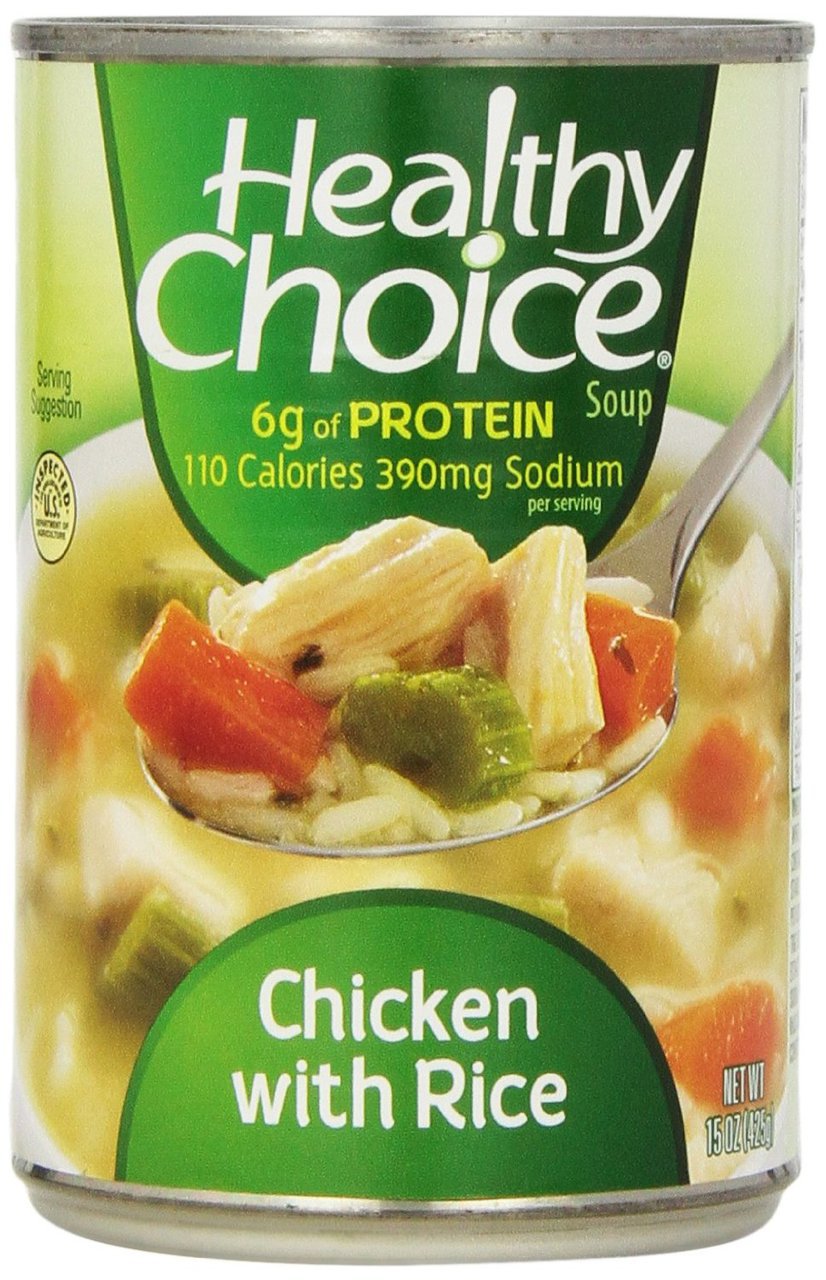 Healthy
Choice®
Soup
6g of PROTEIN
110 Calories 390mg Sodium
per serving
Serving
Suggestion
INSPECTED
U.S.
DEPARTMENT OF
AGRICULTURE
Chicken
with Rice
NET WT
15 OZ (425g)